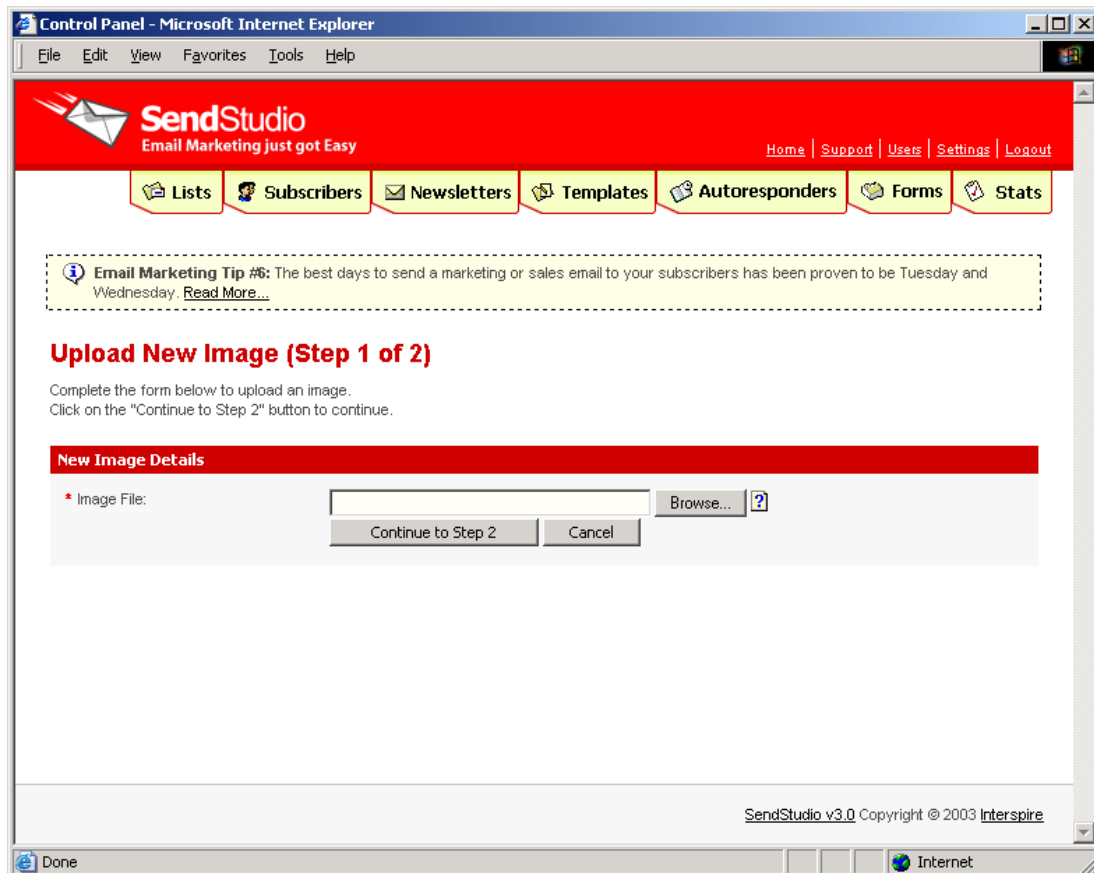 Control Panel - Microsoft Internet Explorer
File Edit View Favorites Tools Help
SendStudio
Email Marketing just got Easy
Home | Support | Users | Settings | Logout
Lists Subscribers Newsletters Templates Autoresponders Forms Stats
Email Marketing Tip #6: The best days to send a marketing or sales email to your subscribers has been proven to be Tuesday and
Wednesday. Read More...
Upload New Image (Step 1 of 2)
Complete the form below to upload an image.
Click on the "Continue to Step 2" button to continue.
New Image Details
* Image File: Browse... ?
Continue to Step 2 Cancel
SendStudio v3.0 Copyright © 2003 Interspire
Done Internet